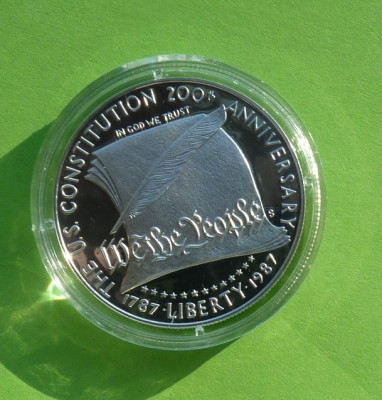 THE U.S. CONSTITUTION 200TH ANNIVERSARY
IN GOD WE TRUST
We the People
S
1787·LIBERTY·1987